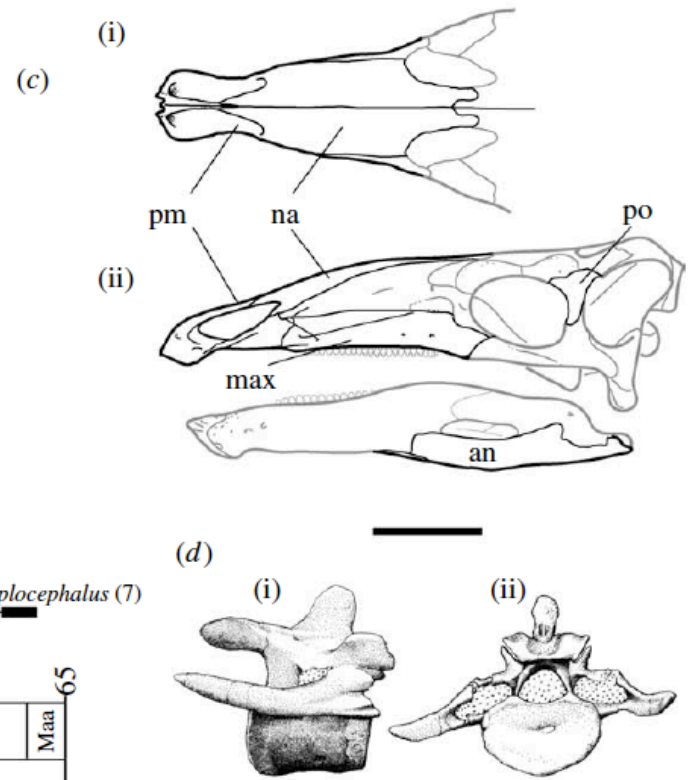 (i)
(c)
pm na po
(ii)
max
an
(d)
plocephalus (7)
(i) (ii)
65
Maa